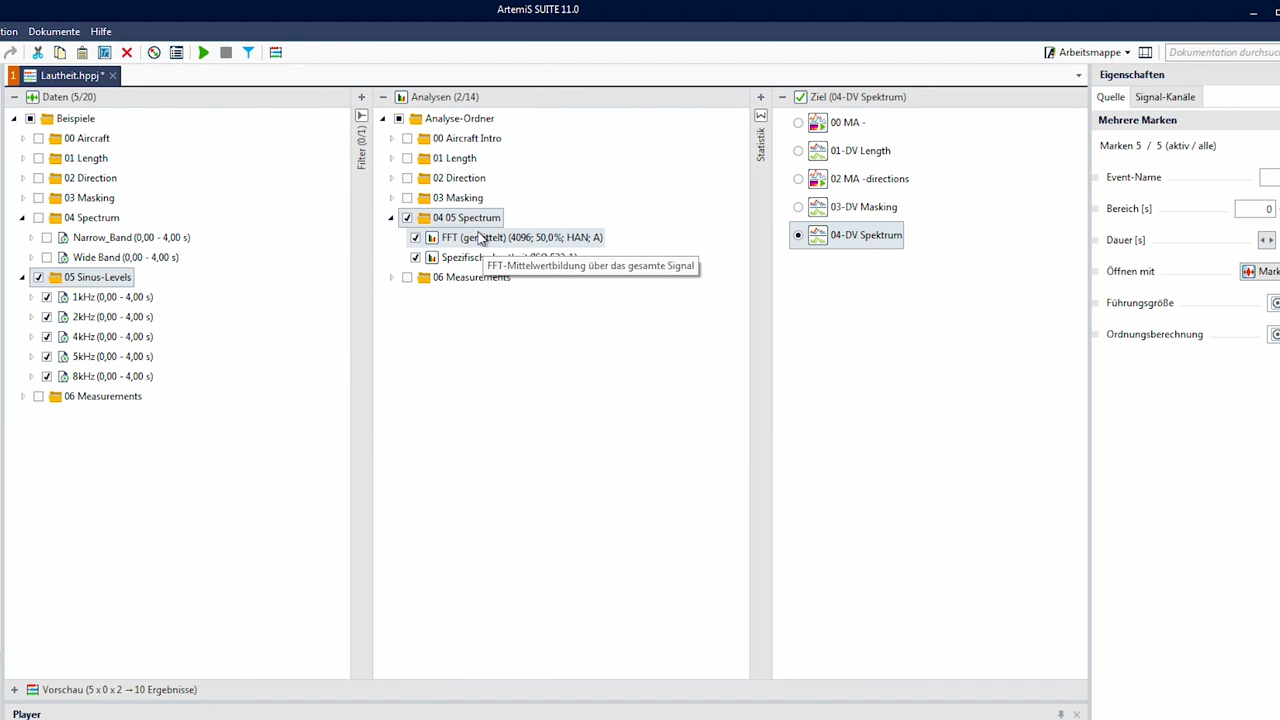 ArtemiS SUITE 11.0
tion Dokumente Hilfe
Arbeitsmappe
Dokumentation durchsuc
1 Lautheit.hppj*
Daten (5/20)
Beispiele
00 Aircraft
01 Length
02 Direction
03 Masking
04 Spectrum
Narrow_Band (0,00 - 4,00 s)
Wide Band (0,00 - 4,00 s)
05 Sinus-Levels
1kHz (0,00 - 4,00 s)
2kHz (0,00 - 4,00 s)
4kHz (0,00 - 4,00 s)
5kHz (0,00 - 4,00 s)
8kHz (0,00 - 4,00 s)
06 Measurements
Filter (0/1)
Analysen (2/14)
Analyse-Ordner
00 Aircraft Intro
01 Length
02 Direction
03 Masking
04 05 Spectrum
FFT (gemittelt) (4096; 50,0%; HAN; A)
FFT-Mittelwertbildung über das gesamte Signal
06 Measurements
Statistik
Ziel (04-DV Spektrum)
00 MA -
01-DV Length
02 MA -directions
03-DV Masking
04-DV Spektrum
Eigenschaften
Quelle Signal-Kanäle
Mehrere Marken
Marken 5 / 5 (aktiv / alle)
Event-Name
Bereich [s] 0
Dauer [s]
Öffnen mit Mark
Führungsgröße
Ordnungsberechnung
Vorschau (5 x 0 x 2 → 10 Ergebnisse)
Player